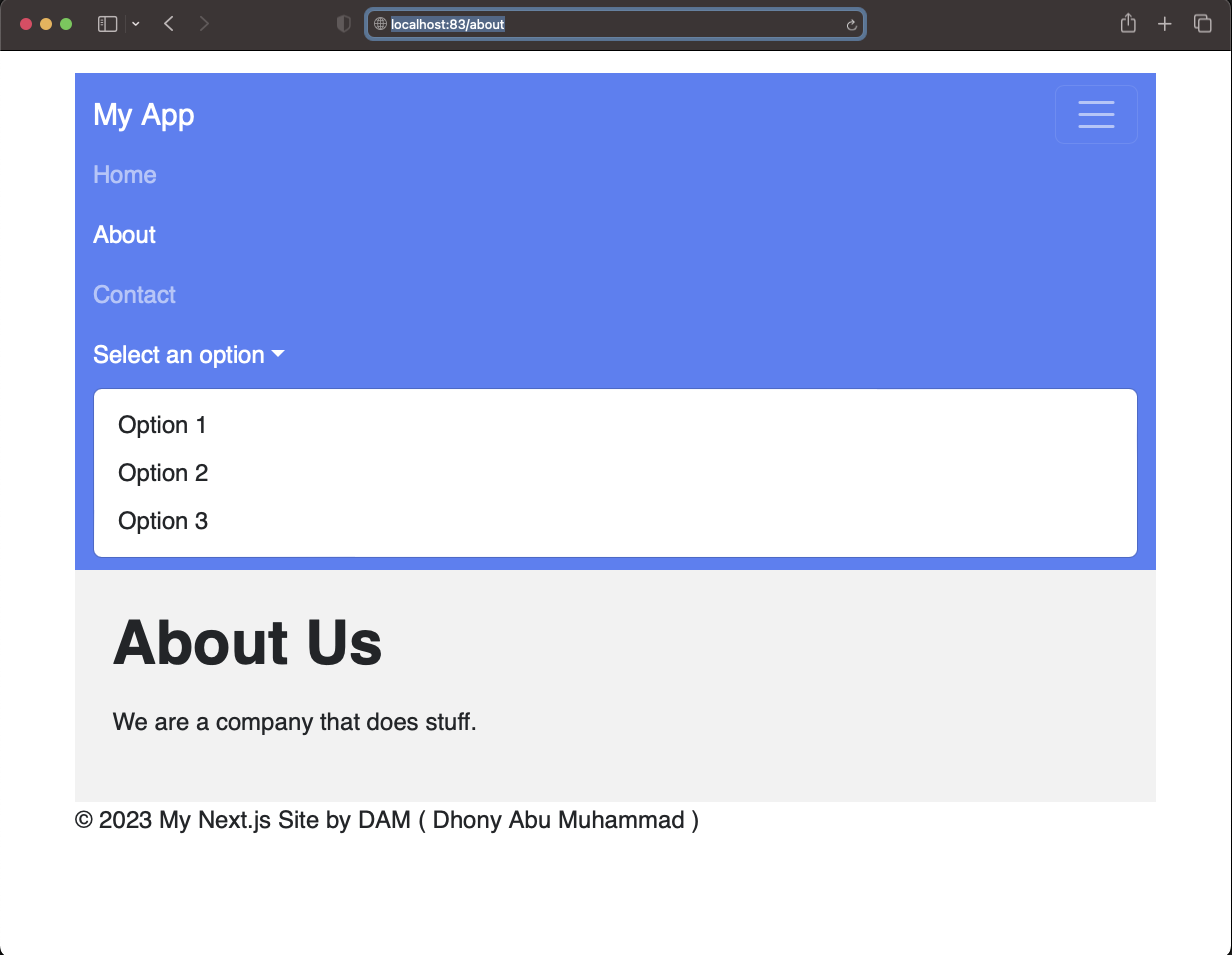 localhost:83/about
My App
Home
About
Contact
Select an option
Option 1
Option 2
Option 3
About Us
We are a company that does stuff.
© 2023 My Next.js Site by DAM ( Dhony Abu Muhammad )